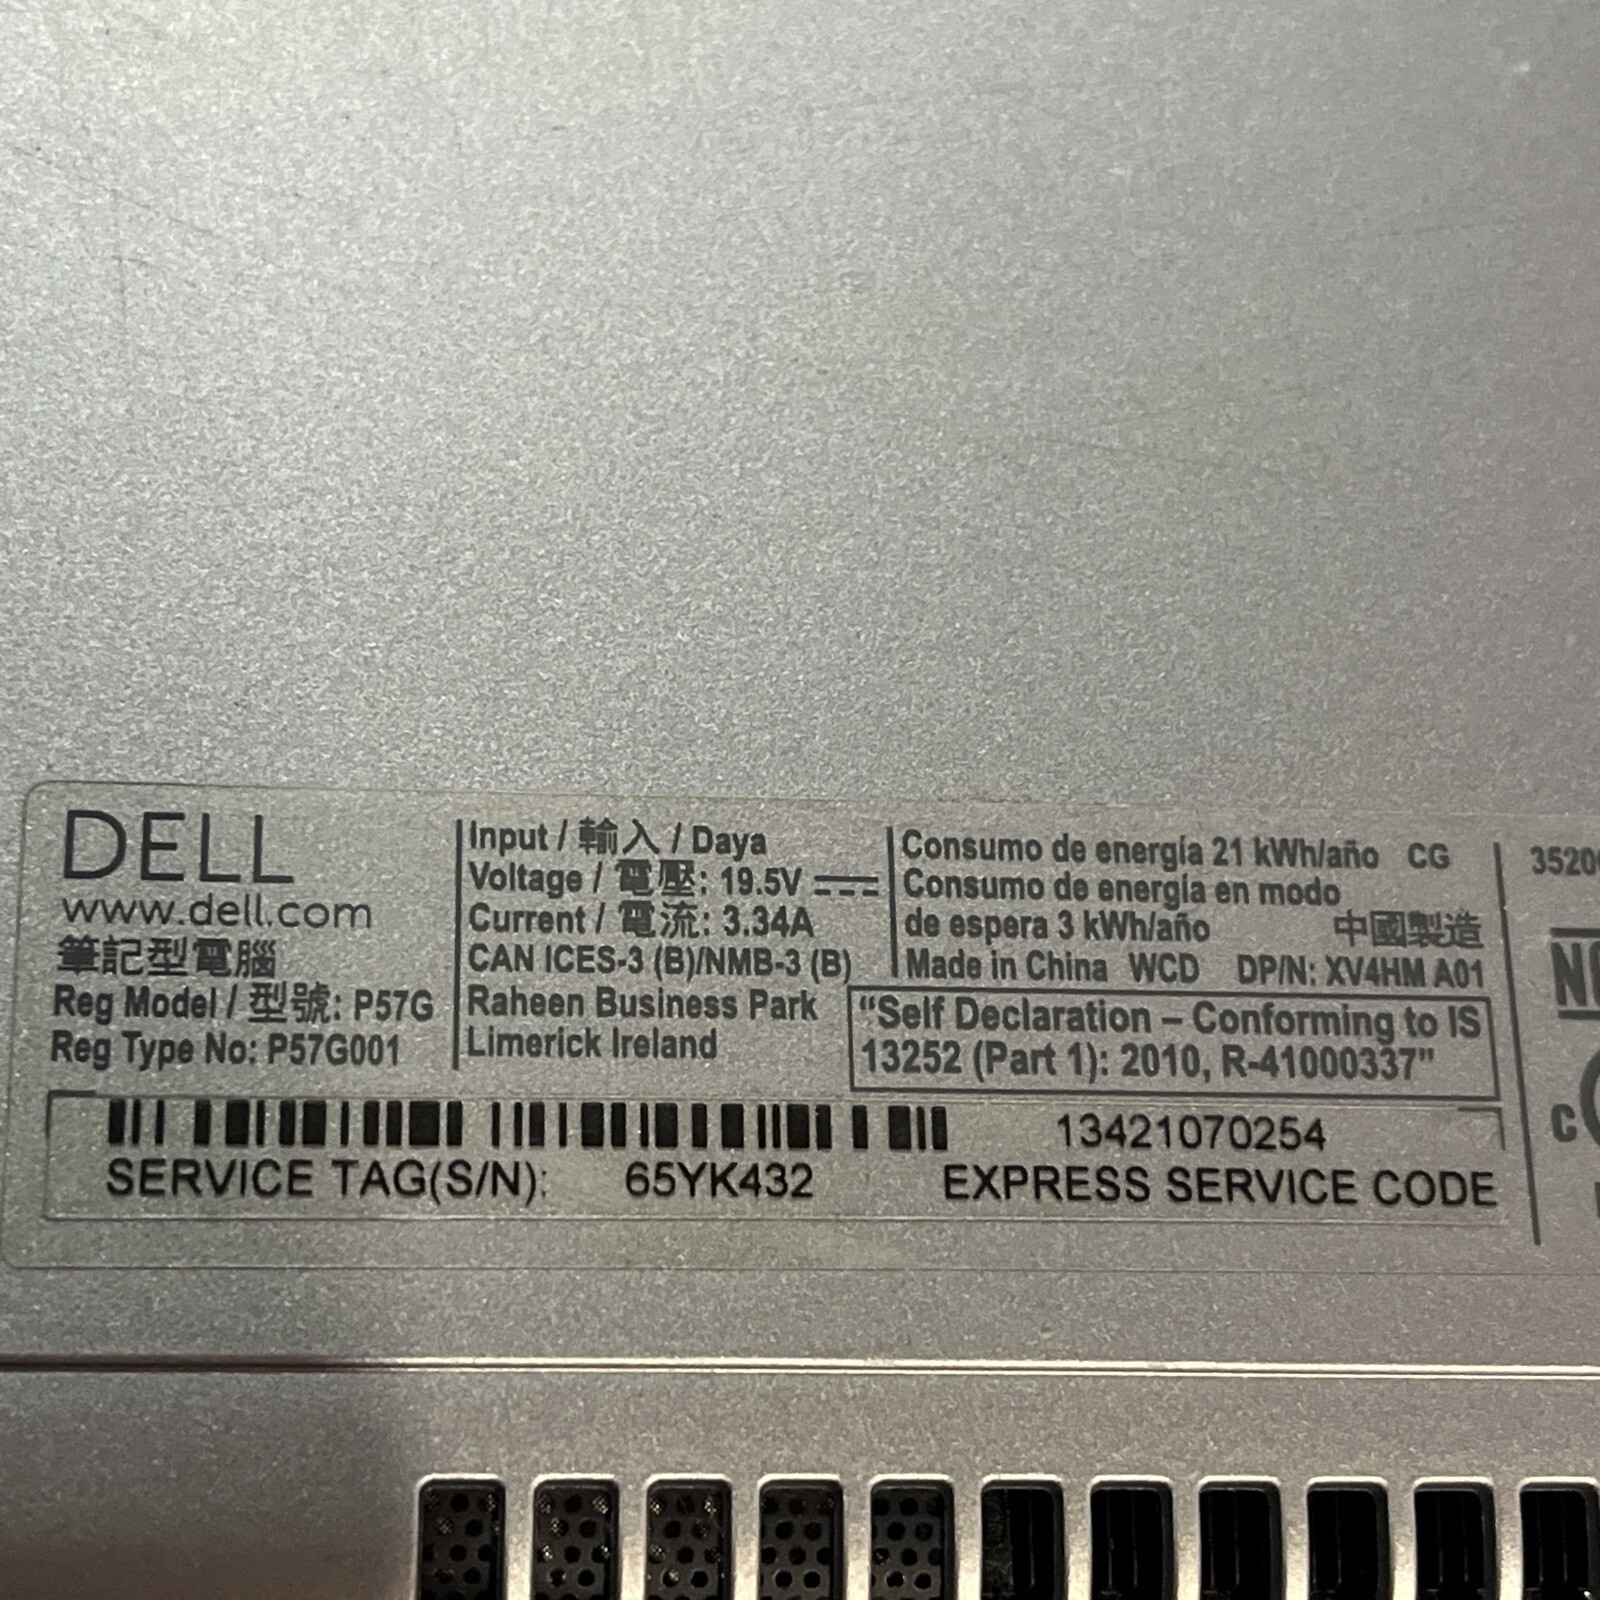 DELL
www.dell.com
筆記型電腦
Reg Model / 型號: P57G
Reg Type No: P57G001
Input / 輸入 / Daya
Voltage / 電壓: 19.5V
Current / 電流: 3.34A
CAN ICES-3 (B)/NMB-3 (B)
Raheen Business Park
Limerick Ireland
Consumo de energía 21 kWh/año CG
Consumo de energía en modo
de espera 3 kWh/año 中國製造
Made in China WCD DP/N: XV4HM A01
“Self Declaration – Conforming to IS
13252 (Part 1): 2010, R-41000337”
13421070254
SERVICE TAG(S/N): 65YK432 EXPRESS SERVICE CODE